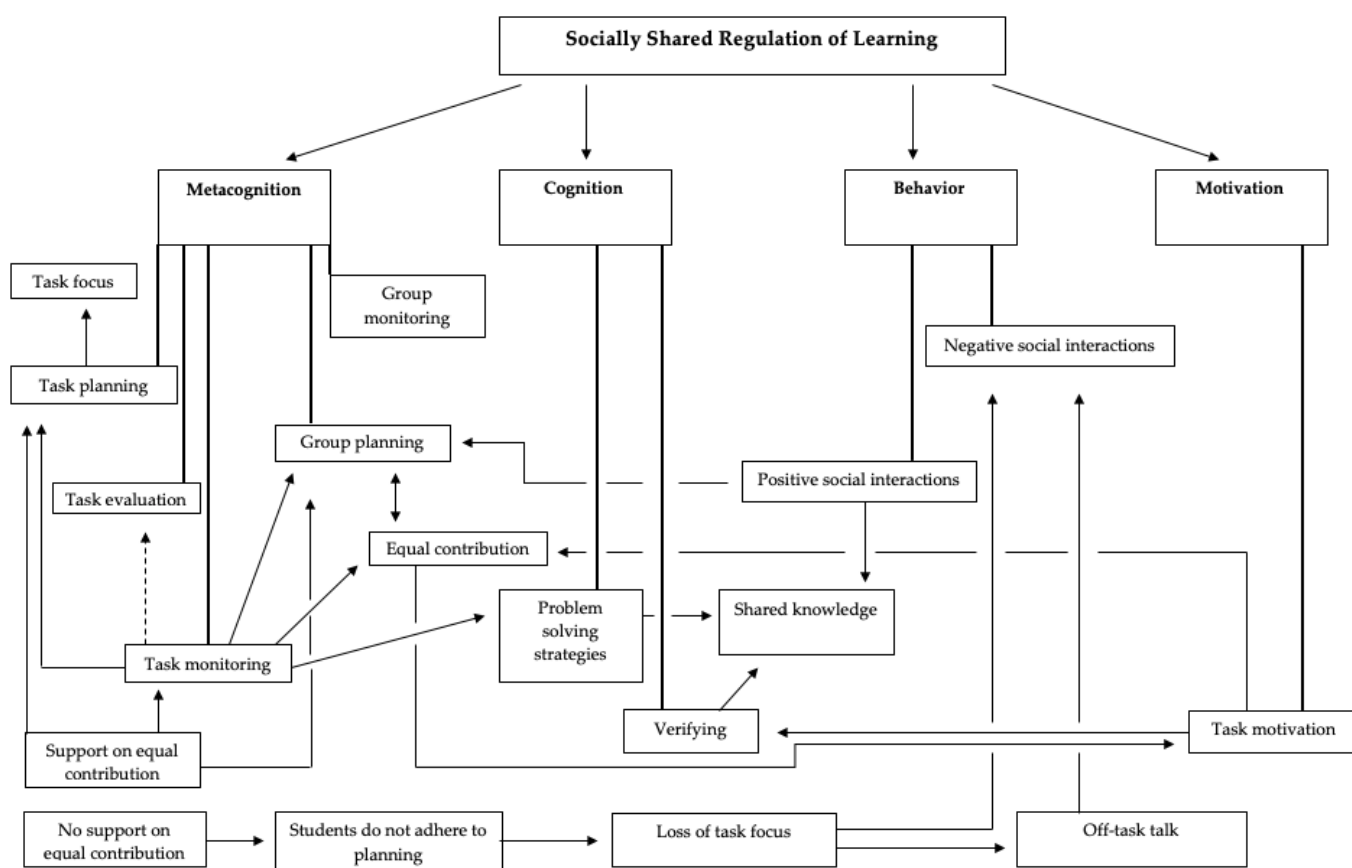 Socially Shared Regulation of Learning
Metacognition
Cognition
Behavior
Motivation
Task focus
Group
monitoring
Negative social interactions
Task planning
Group planning
Positive social interactions
Task evaluation
Equal contribution
Problem
solving
strategies
Shared knowledge
Task monitoring
Verifying
Task motivation
Support on equal
contribution
No support on
equal contribution
Students do not adhere to
planning
Loss of task focus
Off-task talk